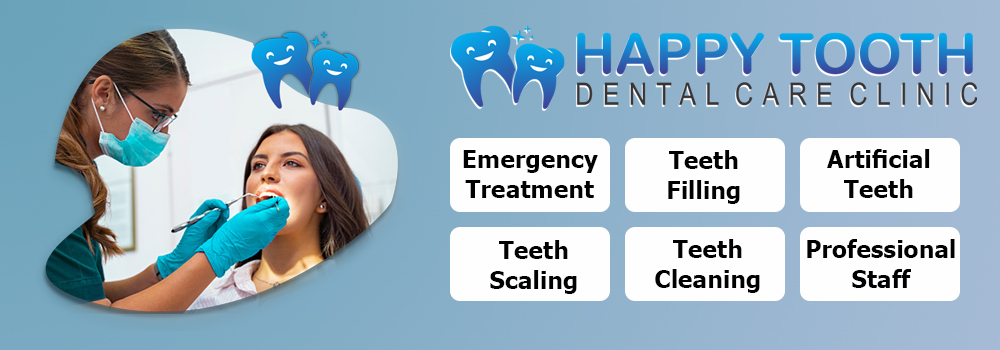 HAPPY TOOTH
DENTAL CARE CLINIC
Emergency
Treatment
Teeth
Filling
Artificial
Teeth
Teeth
Scaling
Teeth
Cleaning
Professional
Staff